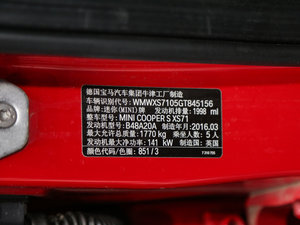 德国宝马汽车集团牛津工厂制造
车辆识别代号: WMWXS7105GT845156
品牌: 迷你(MINI) 发动机排量: 1998 ml
整车型号: MINI COOPER S XS71
发动机型号: B48A20A 制造年月: 2016.03
最大允许总质量: 1770 kg 乘坐人数: 5 人
发动机最大净功率: 141 kW 制造国: 英国
颜色代码/色圈: 851 / 3